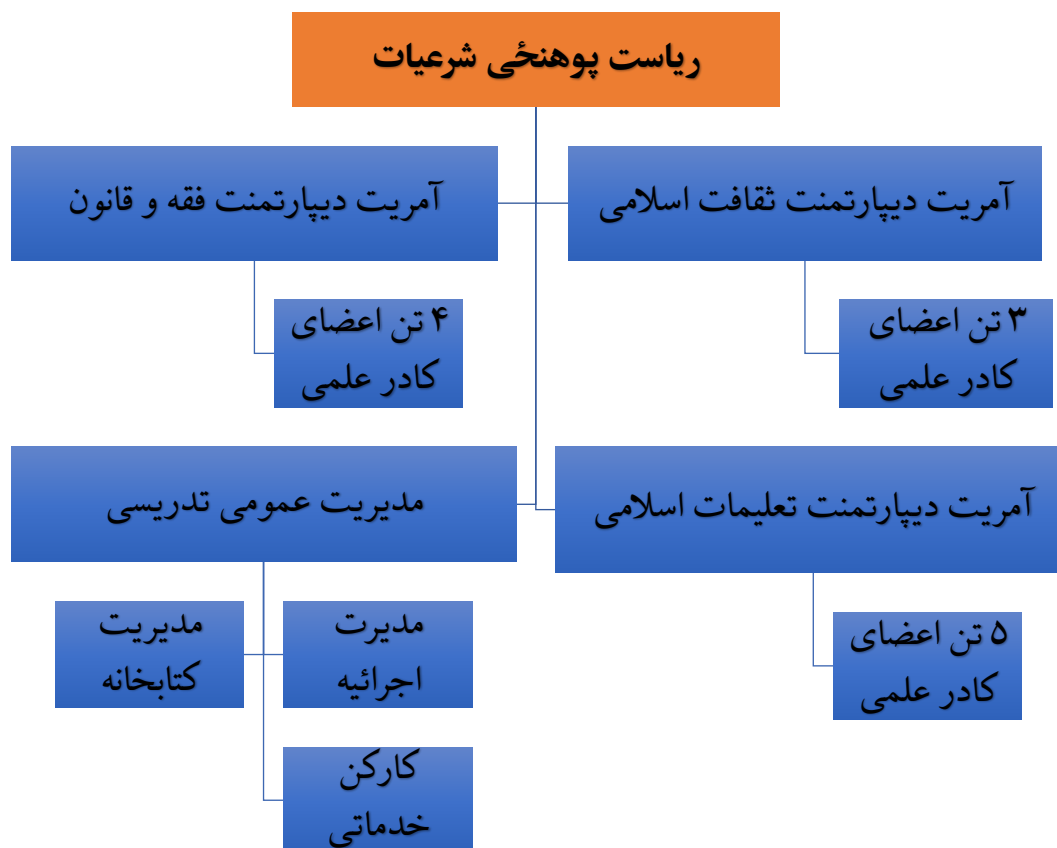 ریاست پوهنځی شرعیات
آمریت دیپارتمنت ثقافت اسلامی
آمریت دیپارتمنت فقه و قانون
۳ تن اعضای
کادر علمی
۴ تن اعضای
کادر علمی
آمریت دیپارتمنت تعلیمات اسلامی
مدیریت عمومی تدریسی
۵ تن اعضای
کادر علمی
مدیرت
اجرائیه
مدیریت
کتابخانه
کارکن
خدماتی